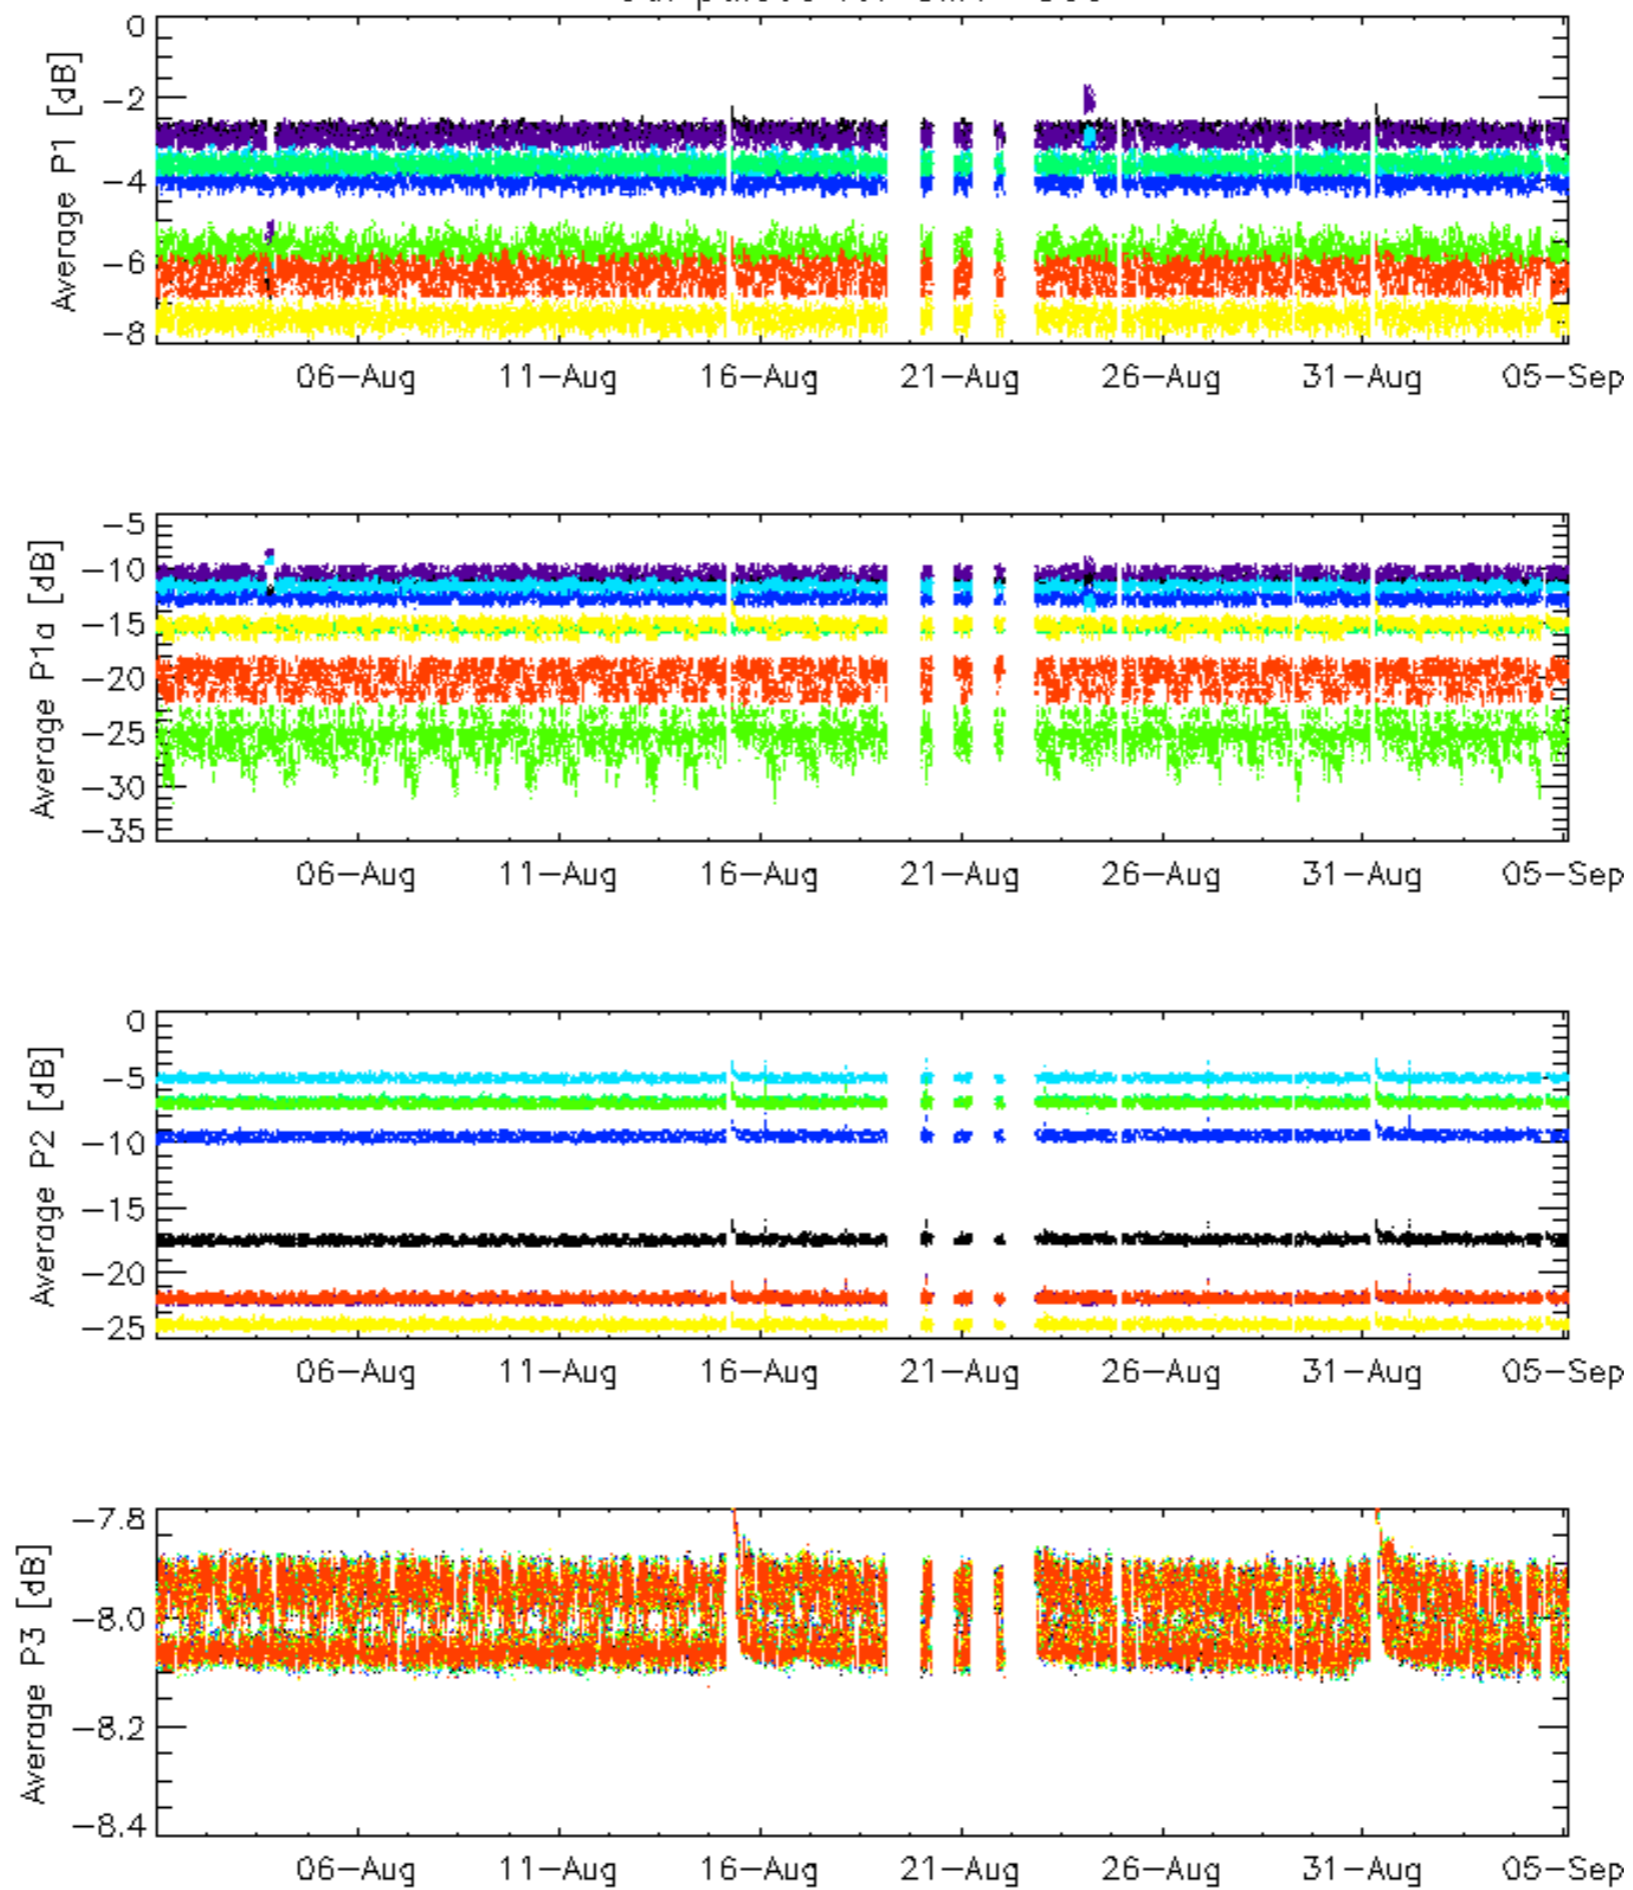 0
−2
−4
−6
−8
Average P1 [dB]
06−Aug 11−Aug 16−Aug 21−Aug 26−Aug 31−Aug 05−Sep
−5
−10
−15
−20
−25
−30
−35
Average P1a [dB]
06−Aug 11−Aug 16−Aug 21−Aug 26−Aug 31−Aug 05−Sep
0
−5
−10
−15
−20
−25
Average P2 [dB]
06−Aug 11−Aug 16−Aug 21−Aug 26−Aug 31−Aug 05−Sep
−7.8
−8.0
−8.2
−8.4
Average P3 [dB]
06−Aug 11−Aug 16−Aug 21−Aug 26−Aug 31−Aug 05−Sep